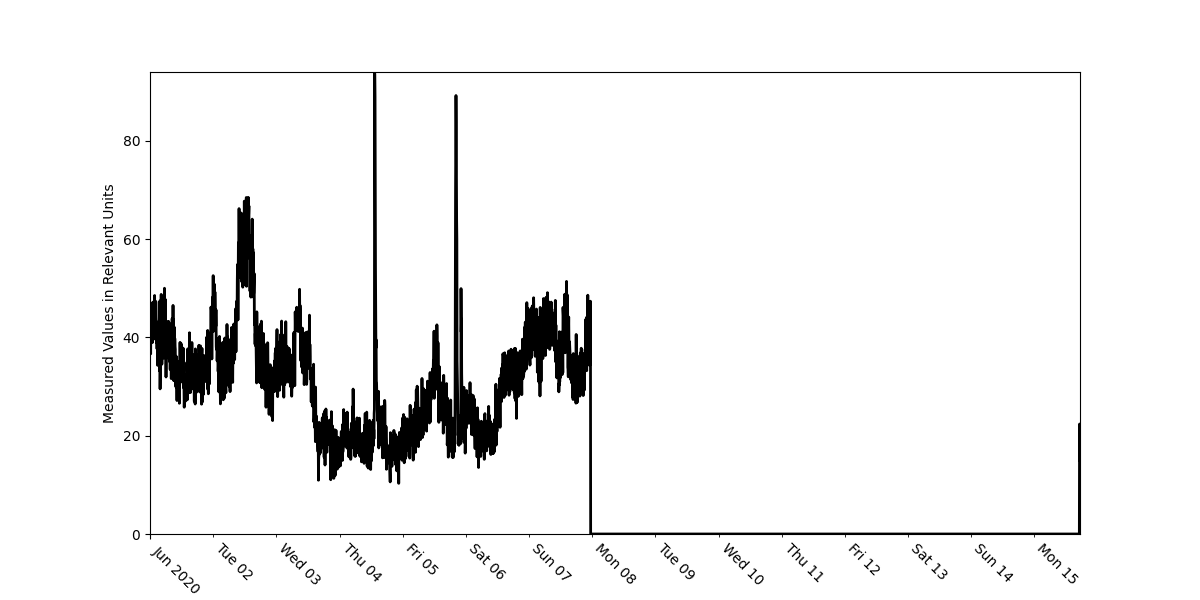 Measured Values in Relevant Units
80
60
40
20
0
Jun 2020
Tue 02
Wed 03
Thu 04
Fri 05
Sat 06
Sun 07
Mon 08
Tue 09
Wed 10
Thu 11
Fri 12
Sat 13
Sun 14
Mon 15